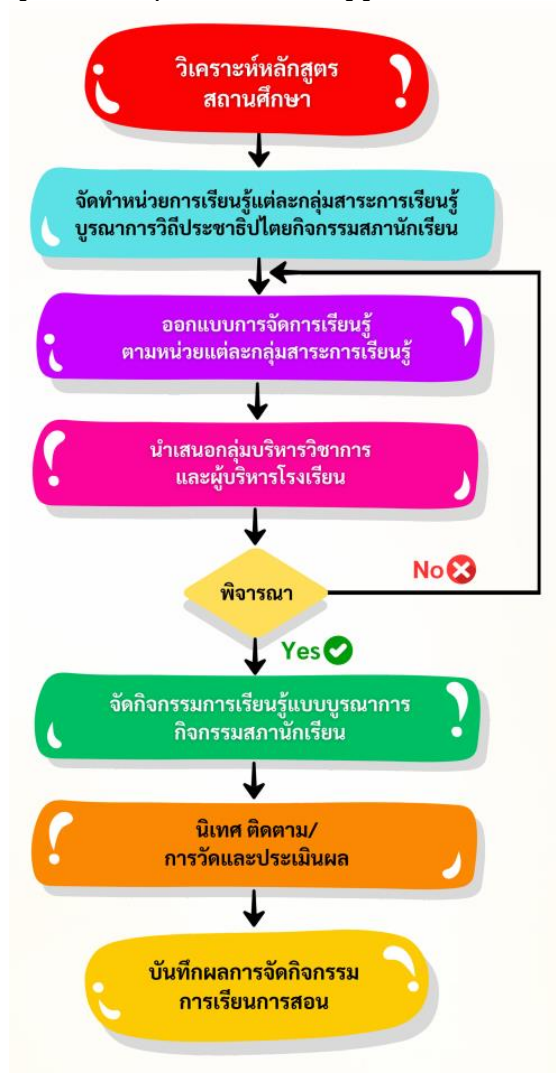 วิเคราะห์หลักสูตร
สถานศึกษา
จัดทำหน่วยการเรียนรู้แต่ละกลุ่มสาระการเรียนรู้
บูรณาการวิถีประชาธิปไตยกิจกรรมสภานักเรียน
ออกแบบการจัดการเรียนรู้
ตามหน่วยแต่ละกลุ่มสาระการเรียนรู้
นำเสนอกลุ่มบริหารวิชาการ
และผู้บริหารโรงเรียน
No
พิจารณา
Yes
จัดกิจกรรมการเรียนรู้แบบบูรณาการ
กิจกรรมสภานักเรียน
นิเทศ ติดตาม/
การวัดและประเมินผล
บันทึกผลการจัดกิจกรรม
การเรียนการสอน